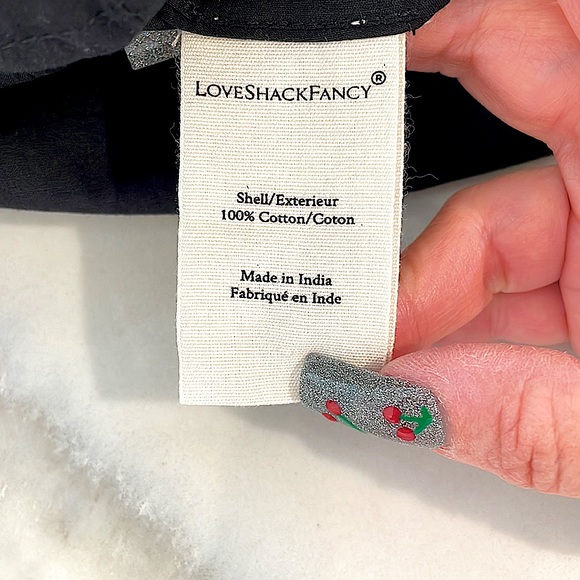 LOVESHACKFANCY®
Shell/Exterieur
100% Cotton/Coton
Made in India
Fabriqué en Inde